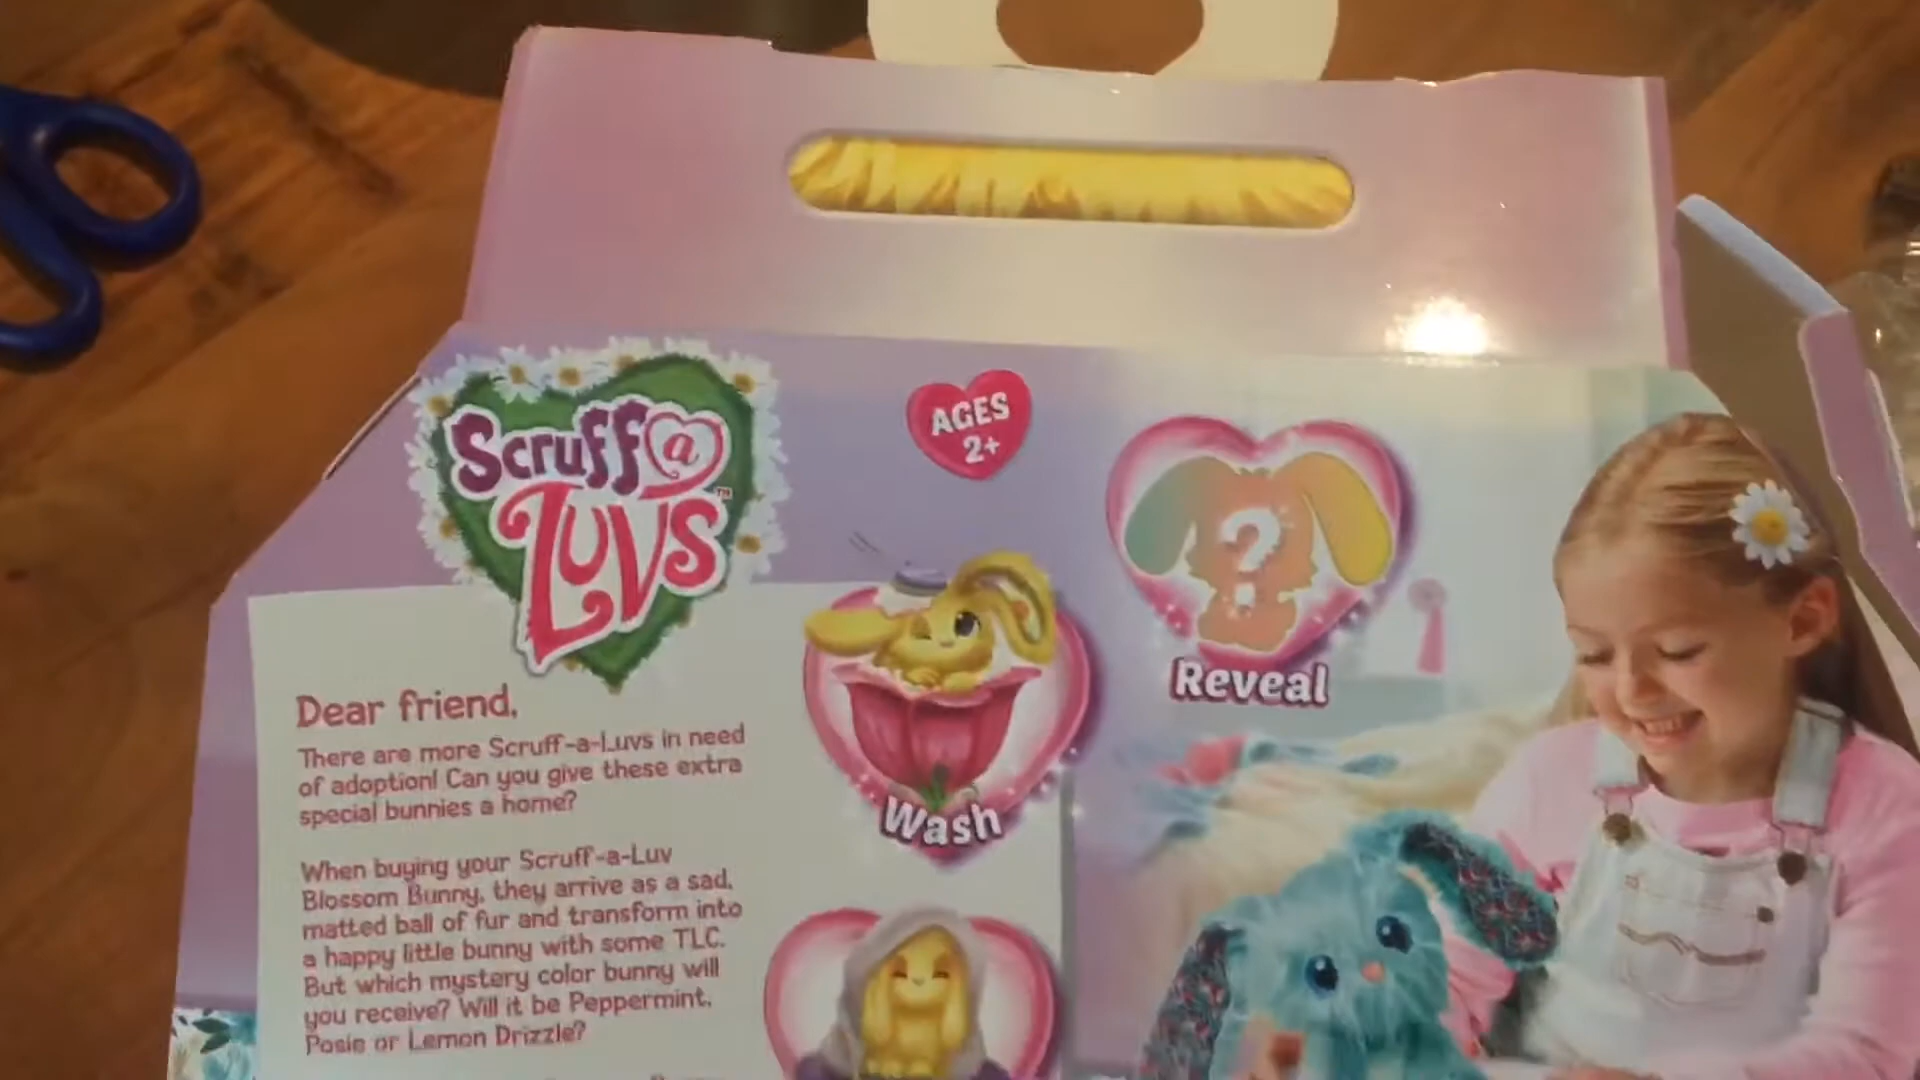 Scruff a
Luvs™
AGES
2+
?
Reveal
Wash
Dear friend,
There are more Scruff-a-Luvs in need
of adoption! Can you give these extra
special bunnies a home?
When buying your Scruff-a-Luv
Blossom Bunny, they arrive as a sad,
matted ball of fur and transform into
a happy little bunny with some TLC.
But which mystery color bunny will
you receive? Will it be Peppermint,
Posie or Lemon Drizzle?